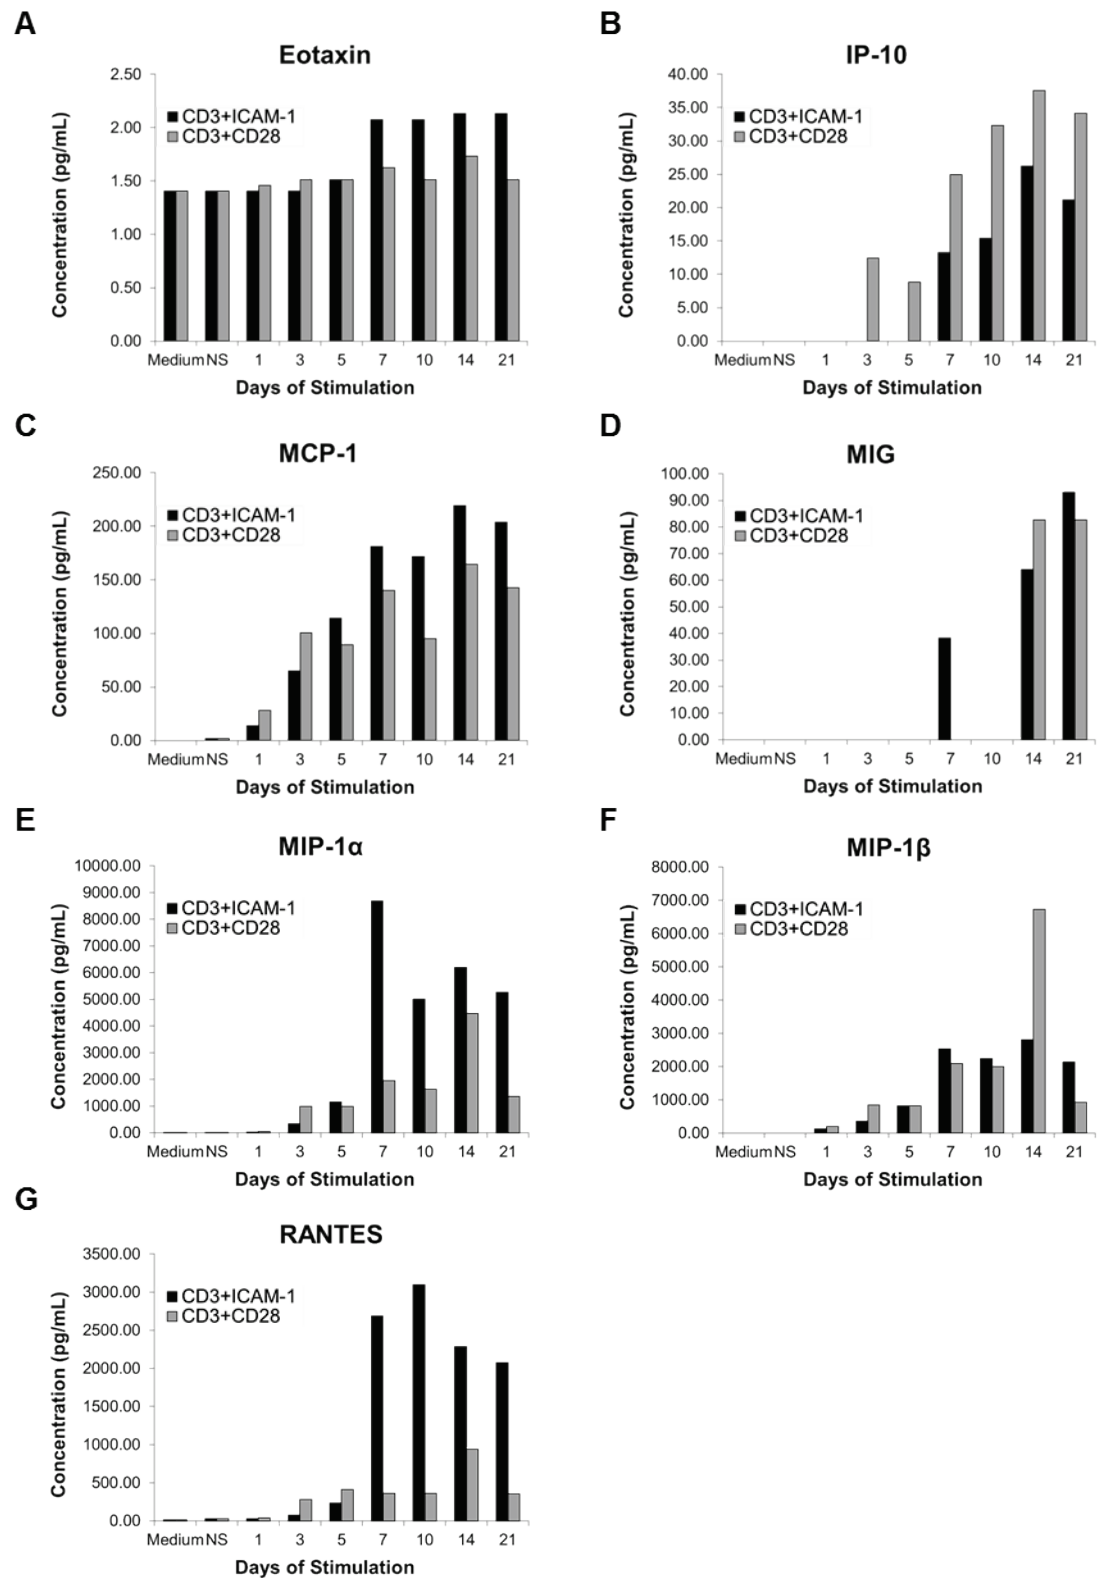 A
Eotaxin
2.50
2.00
1.50
1.00
0.50
0.00
Concentration (pg/mL)
CD3+ICAM-1
CD3+CD28
Medium NS 1 3 5 7 10 14 21
Days of Stimulation
B
IP-10
40.00
35.00
30.00
25.00
20.00
15.00
10.00
5.00
0.00
Concentration (pg/mL)
CD3+ICAM-1
CD3+CD28
Medium NS 1 3 5 7 10 14 21
Days of Stimulation
C
MCP-1
250.00
200.00
150.00
100.00
50.00
0.00
Concentration (pg/mL)
CD3+ICAM-1
CD3+CD28
Medium NS 1 3 5 7 10 14 21
Days of Stimulation
D
MIG
100.00
90.00
80.00
70.00
60.00
50.00
40.00
30.00
20.00
10.00
0.00
Concentration (pg/mL)
CD3+ICAM-1
CD3+CD28
Medium NS 1 3 5 7 10 14 21
Days of Stimulation
E
MIP-1α
10000.00
9000.00
8000.00
7000.00
6000.00
5000.00
4000.00
3000.00
2000.00
1000.00
0.00
Concentration (pg/mL)
CD3+ICAM-1
CD3+CD28
Medium NS 1 3 5 7 10 14 21
Days of Stimulation
F
MIP-1β
8000.00
7000.00
6000.00
5000.00
4000.00
3000.00
2000.00
1000.00
0.00
Concentration (pg/mL)
CD3+ICAM-1
CD3+CD28
Medium NS 1 3 5 7 10 14 21
Days of Stimulation
G
RANTES
3500.00
3000.00
2500.00
2000.00
1500.00
1000.00
500.00
0.00
Concentration (pg/mL)
CD3+ICAM-1
CD3+CD28
Medium NS 1 3 5 7 10 14 21
Days of Stimulation